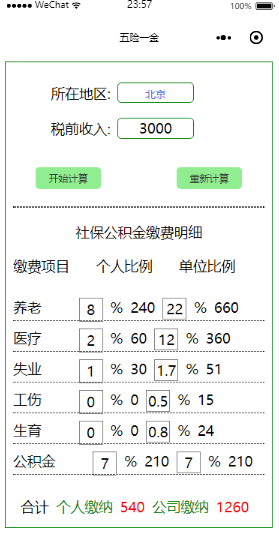 WeChat 23:57 100%
五险一金
所在地区: 北京
税前收入: 3000
开始计算 重新计算
社保公积金缴费明细
缴费项目 个人比例 单位比例
养老 8 % 240 22 % 660
医疗 2 % 60 12 % 360
失业 1 % 30 1.7 % 51
工伤 0 % 0 0.5 % 15
生育 0 % 0 0.8 % 24
公积金 7 % 210 7 % 210
合计 个人缴纳 540 公司缴纳 1260